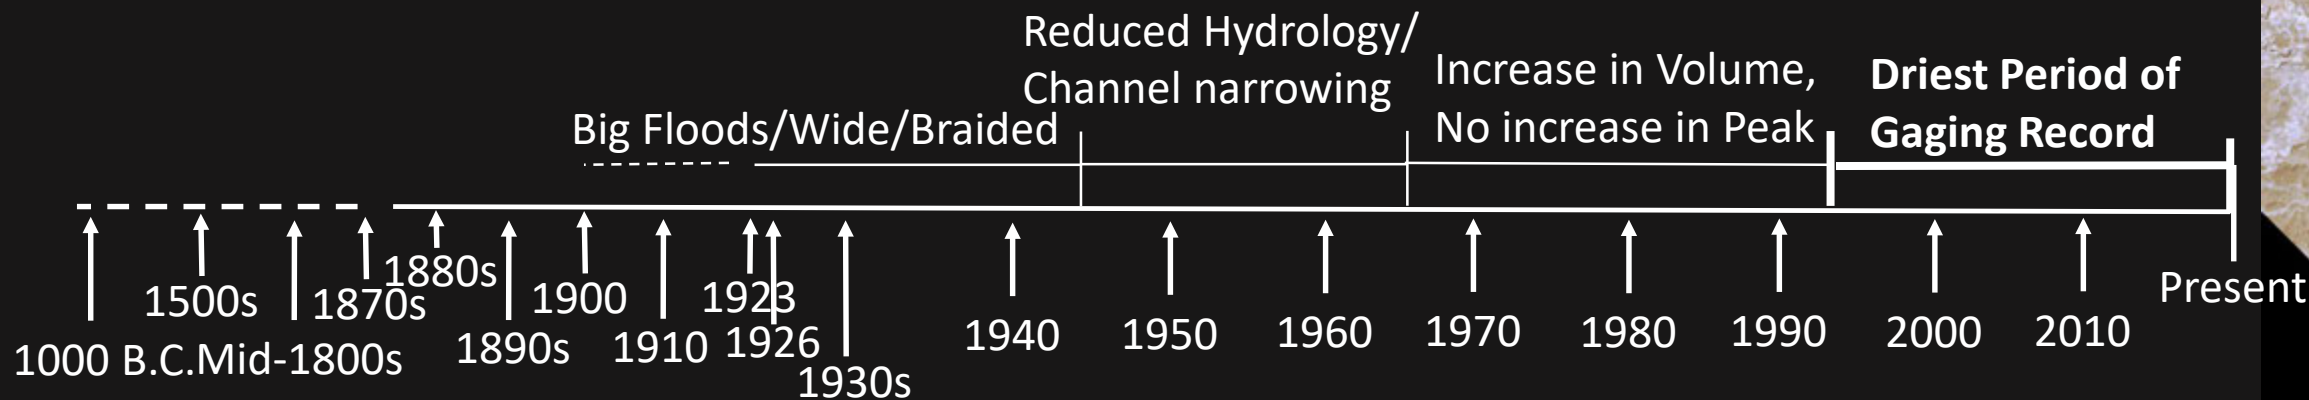 Reduced Hydrology/
Channel narrowing
Increase in Volume,
No increase in Peak
Driest Period of
Gaging Record
Big Floods/Wide/Braided
1000 B.C.
1500s
Mid-1800s
1870s
1880s
1890s
1900
1910
1923
1926
1930s
1940
1950
1960
1970
1980
1990
2000
2010
Present